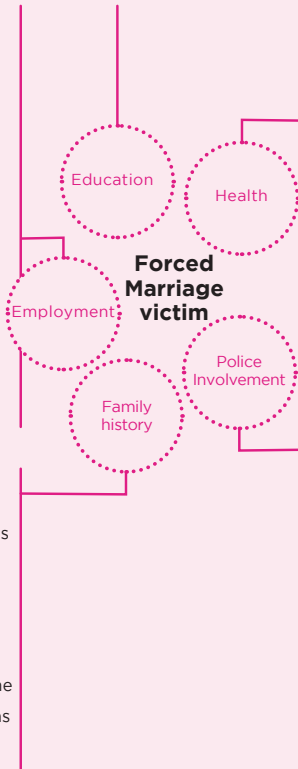 Education
Health
Forced
Marriage
victim
Employment
Police
Involvement
Family
history